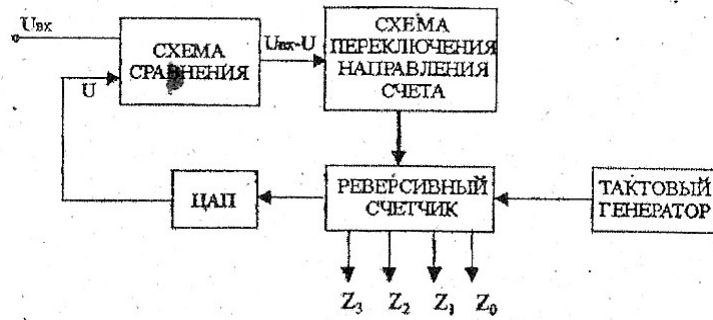 Uвх
СХЕМА
СРАВНЕНИЯ
Uвх-U
СХЕМА
ПЕРЕКЛЮЧЕНИЯ
НАПРАВЛЕНИЯ
СЧЕТА
U
ЦАП
РЕВЕРСИВНЫЙ
СЧЕТЧИК
ТАКТОВЫЙ
ГЕНЕРАТОР
Z₃ Z₂ Z₁ Z₀